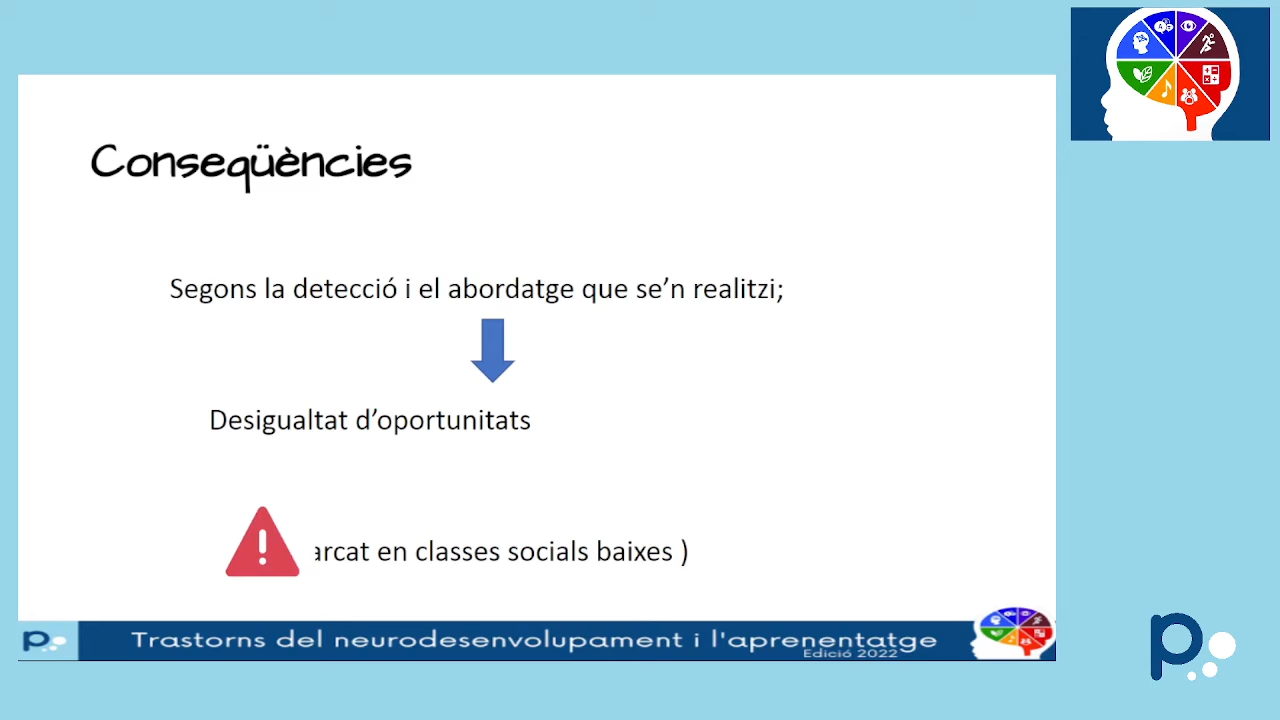 Conseqüències
Segons la detecció i el abordatge que se’n realitzi;
Desigualtat d’oportunitats
arcat en classes socials baixes )
p
Trastorns del neurodesenvolupament i l'aprenentatge
Edició 2022
p